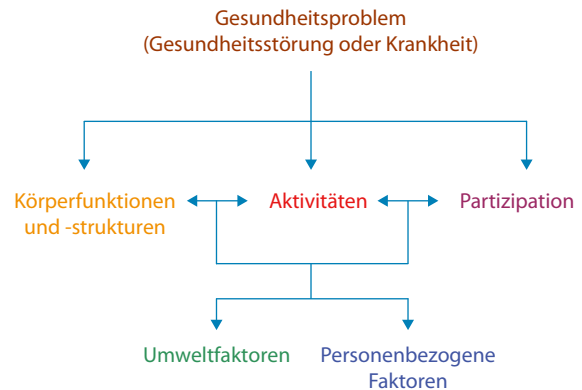 Gesundheitsproblem
(Gesundheitsstörung oder Krankheit)
Körperfunktionen
und -strukturen
Aktivitäten
Partizipation
Umweltfaktoren
Personenbezogene
Faktoren